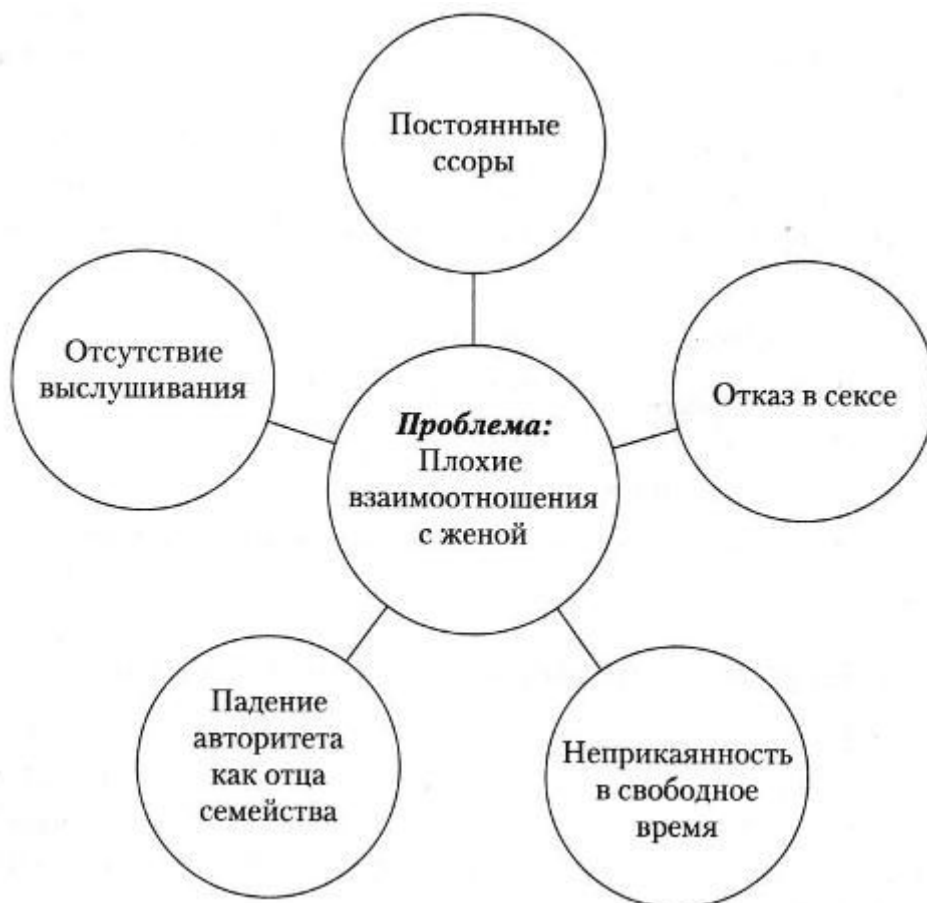 Постоянные
ссоры
Отсутствие
выслушивания
Отказ в сексе
Проблема:
Плохие
взаимоотношения
с женой
Падение
авторитета
как отца
семейства
Неприкаянность
в свободное
время